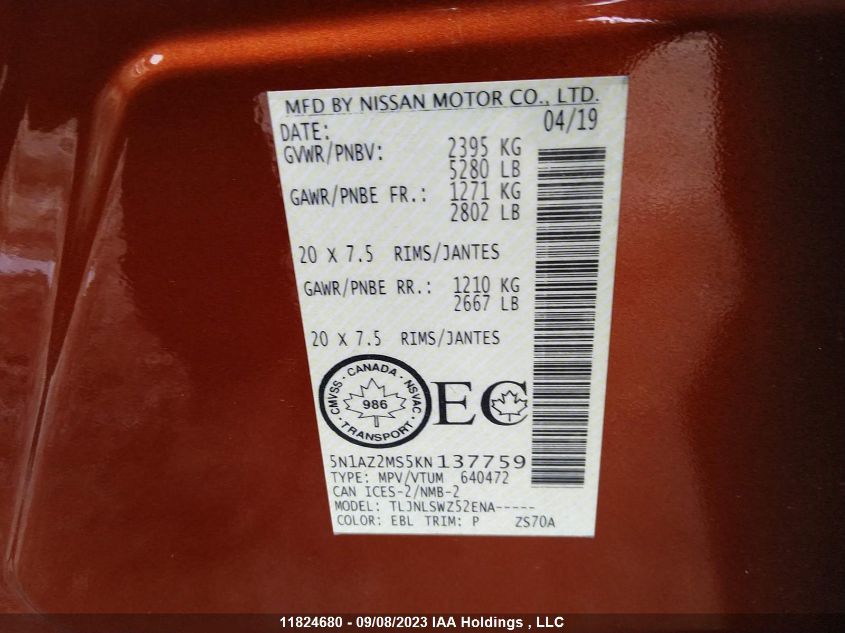 MFD BY NISSAN MOTOR CO., LTD.
DATE: 04/19
GVWR/PNBV: 2395 KG
5280 LB
GAWR/PNBE FR.: 1271 KG
2802 LB
20 X 7.5 RIMS/JANTES
GAWR/PNBE RR.: 1210 KG
2667 LB
20 X 7.5 RIMS/JANTES
CANADA
CMVSS · NSVAC
986
TRANSPORT
EC
5N1AZ2MS5KN137759
TYPE: MPV/VTUM 640472
CAN ICES-2/NMB-2
MODEL: TLJNLSWZ52ENA-----
COLOR: EBL TRIM: P ZS70A
11824680 - 09/08/2023 IAA Holdings , LLC